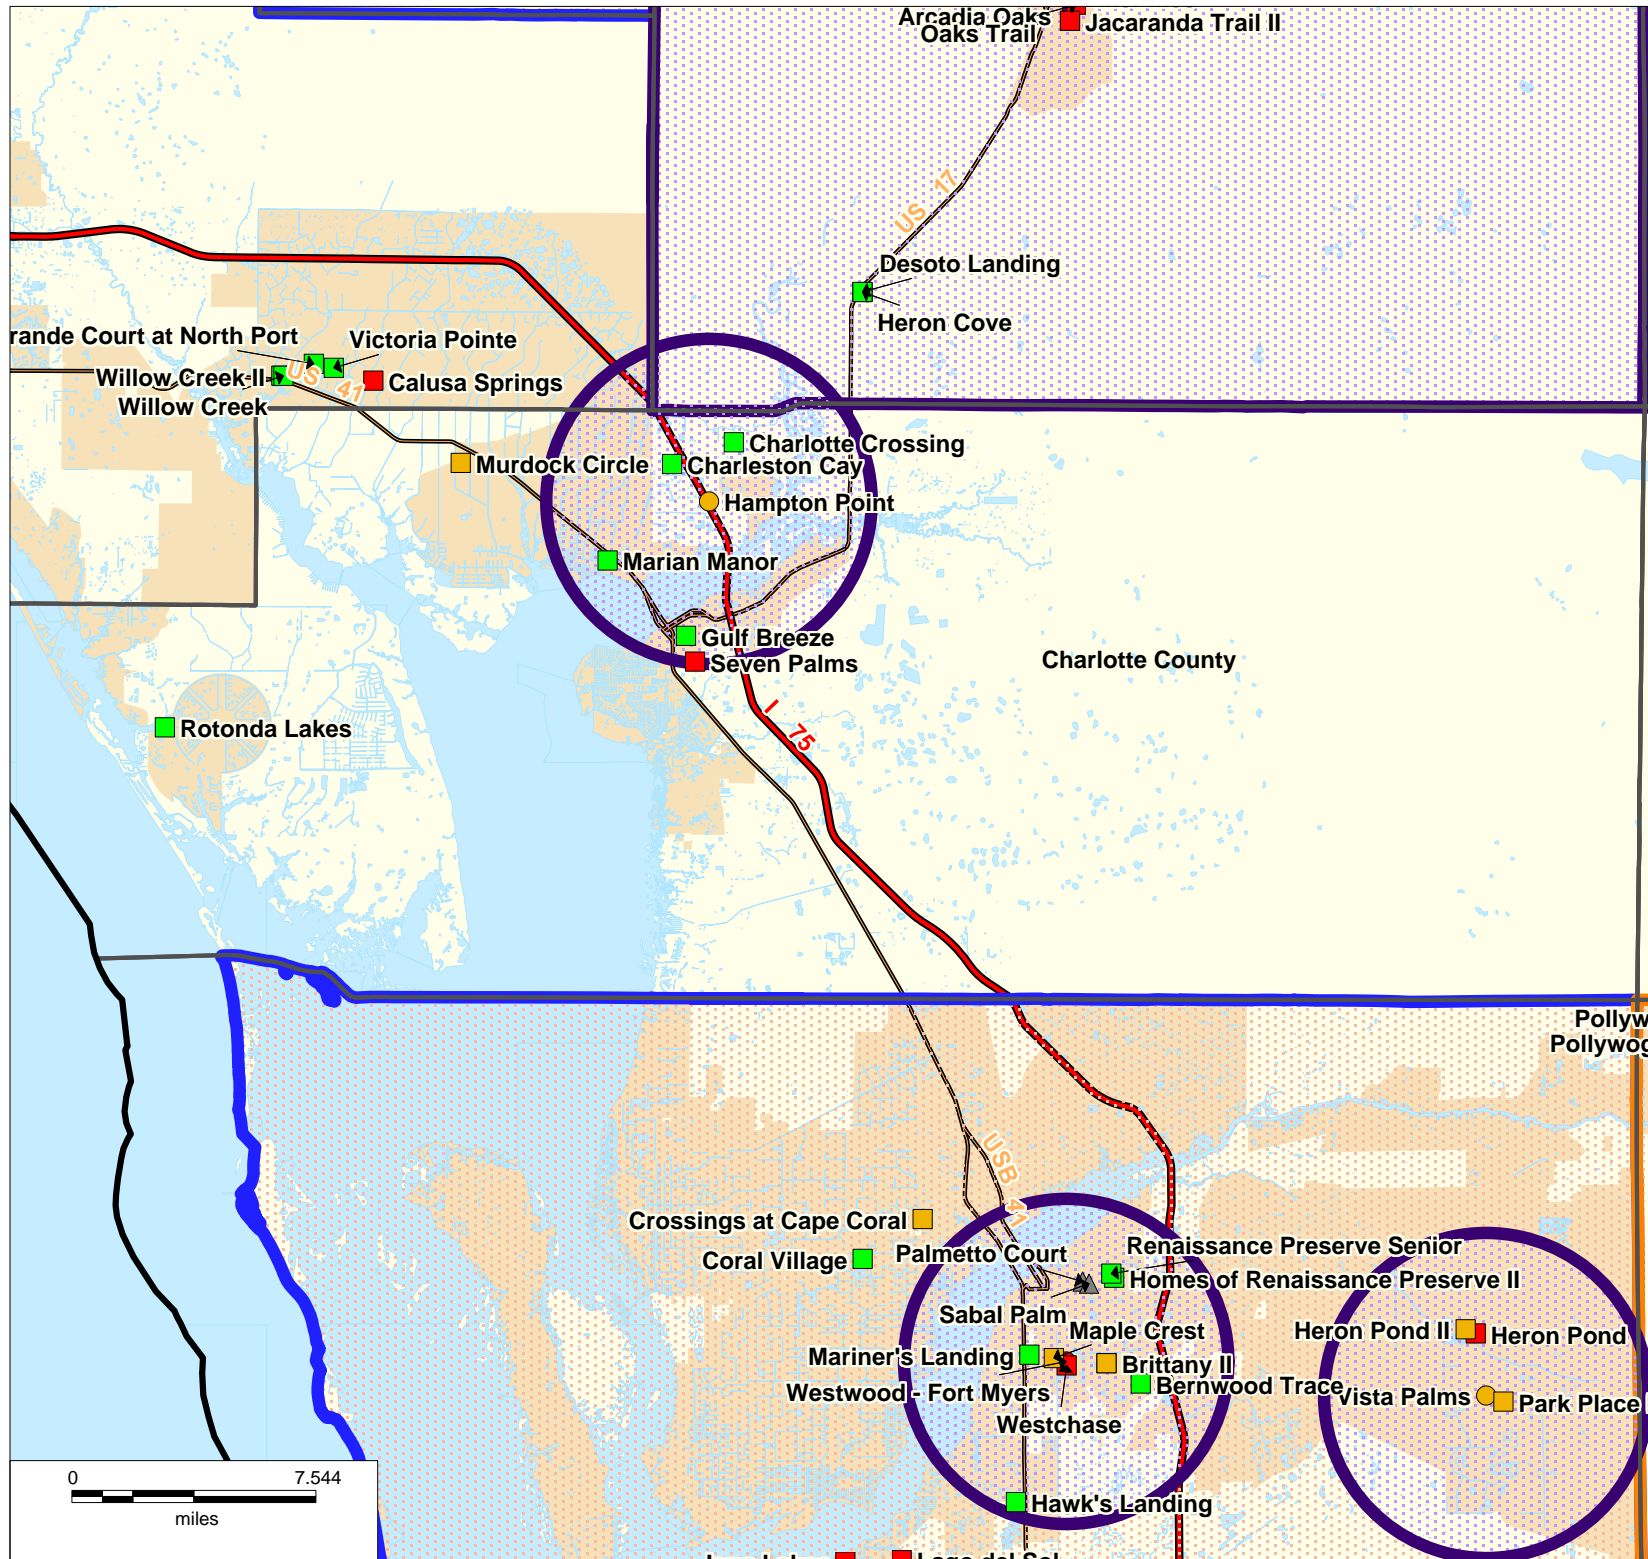 Arcadia Oaks
Oaks Trail
Jacaranda Trail II
US 17
Desoto Landing
Heron Cove
rande Court at North Port
Victoria Pointe
Willow Creek II
US 41
Calusa Springs
Willow Creek
Charlotte Crossing
Murdock Circle
Charleston Cay
Hampton Point
Marian Manor
Gulf Breeze
Seven Palms
Charlotte County
Rotonda Lakes
I 75
Pollyw
Pollywog
USB 41
Crossings at Cape Coral
Coral Village
Palmetto Court
Renaissance Preserve Senior
Homes of Renaissance Preserve II
Sabal Palm
Maple Crest
Heron Pond II
Heron Pond
Mariner's Landing
Brittany II
Westwood - Fort Myers
Bernwood Trace
Vista Palms
Park Place
Westchase
0 7.544
miles
Hawk's Landing
Lago del Sol